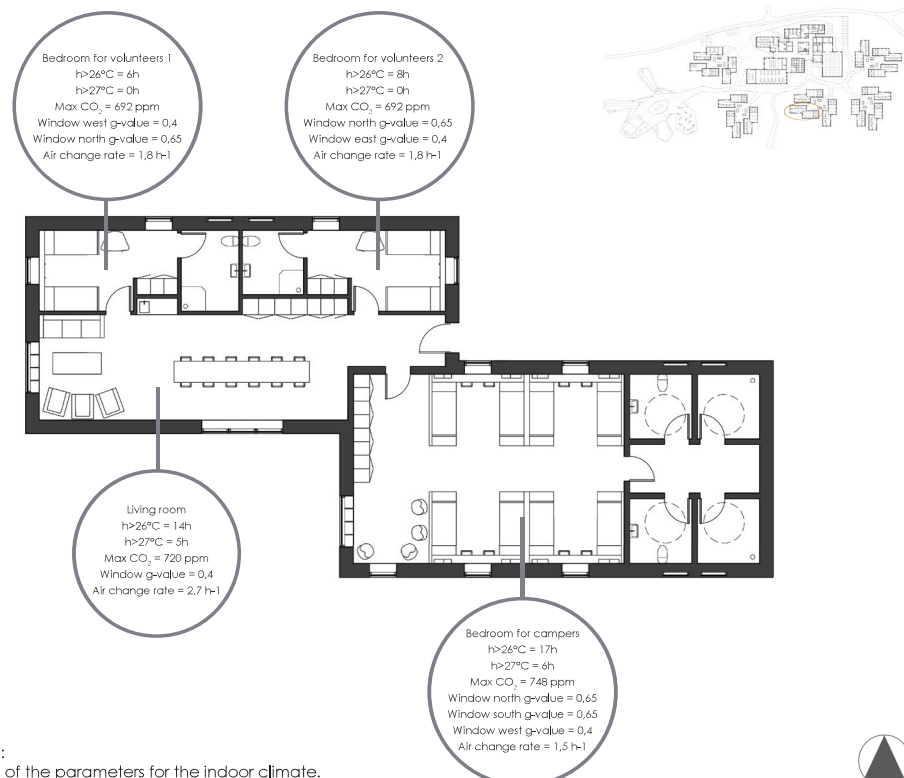 Bedroom for volunteers 1
h>26°C = 6h
h>27°C = 0h
Max CO₂ = 692 ppm
Window west g-value = 0,4
Window north g-value = 0,65
Air change rate = 1,8 h-1
Bedroom for volunteers 2
h>26°C = 8h
h>27°C = 0h
Max CO₂ = 692 ppm
Window north g-value = 0,65
Window east g-value = 0,4
Air change rate = 1,8 h-1
Living room
h>26°C = 14h
h>27°C = 5h
Max CO₂ = 720 ppm
Window g-value = 0,4
Air change rate = 2,7 h-1
Bedroom for campers
h>26°C = 17h
h>27°C = 6h
Max CO₂ = 748 ppm
Window north g-value = 0,65
Window south g-value = 0,65
Window west g-value = 0,4
Air change rate = 1,5 h-1
:
of the parameters for the indoor climate.